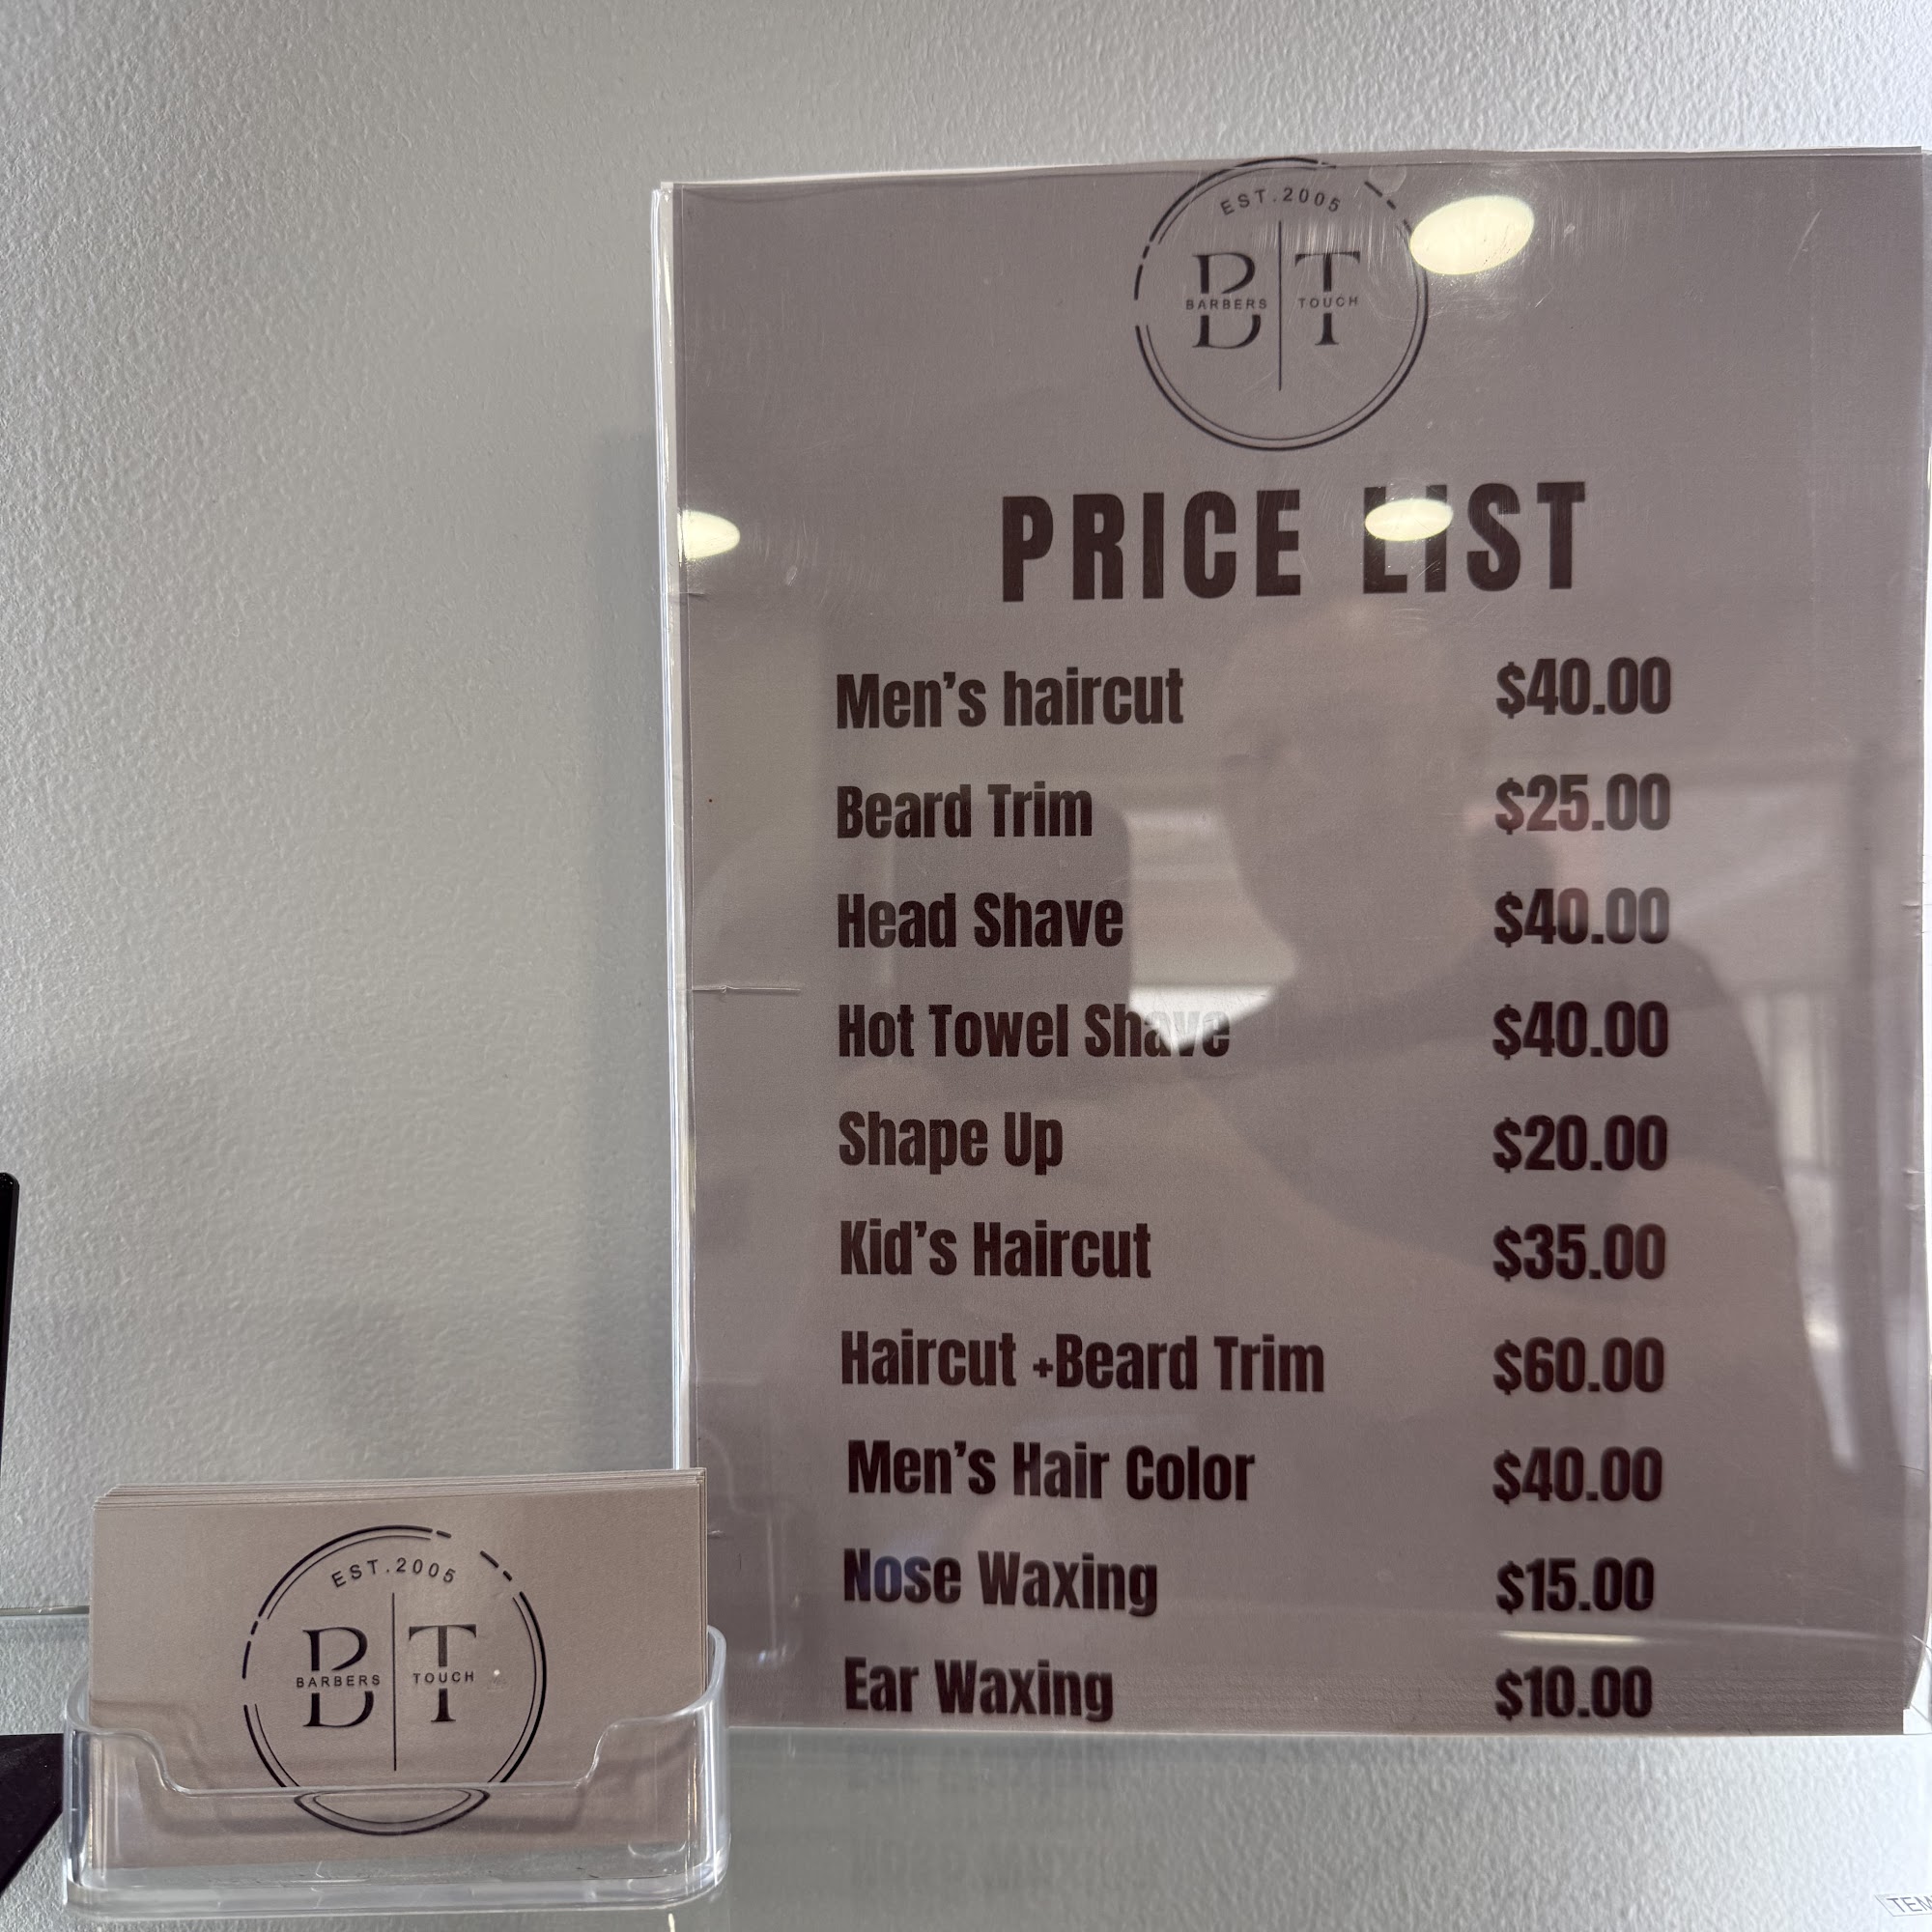 EST.2005
B T
BARBERS TOUCH
PRICE LIST
Men's haircut $40.00
Beard Trim $25.00
Head Shave $40.00
Hot Towel Shave $40.00
Shape Up $20.00
Kid's Haircut $35.00
Haircut +Beard Trim $60.00
Men's Hair Color $40.00
Nose Waxing $15.00
Ear Waxing $10.00
EST.2005
B T
BARBERS TOUCH